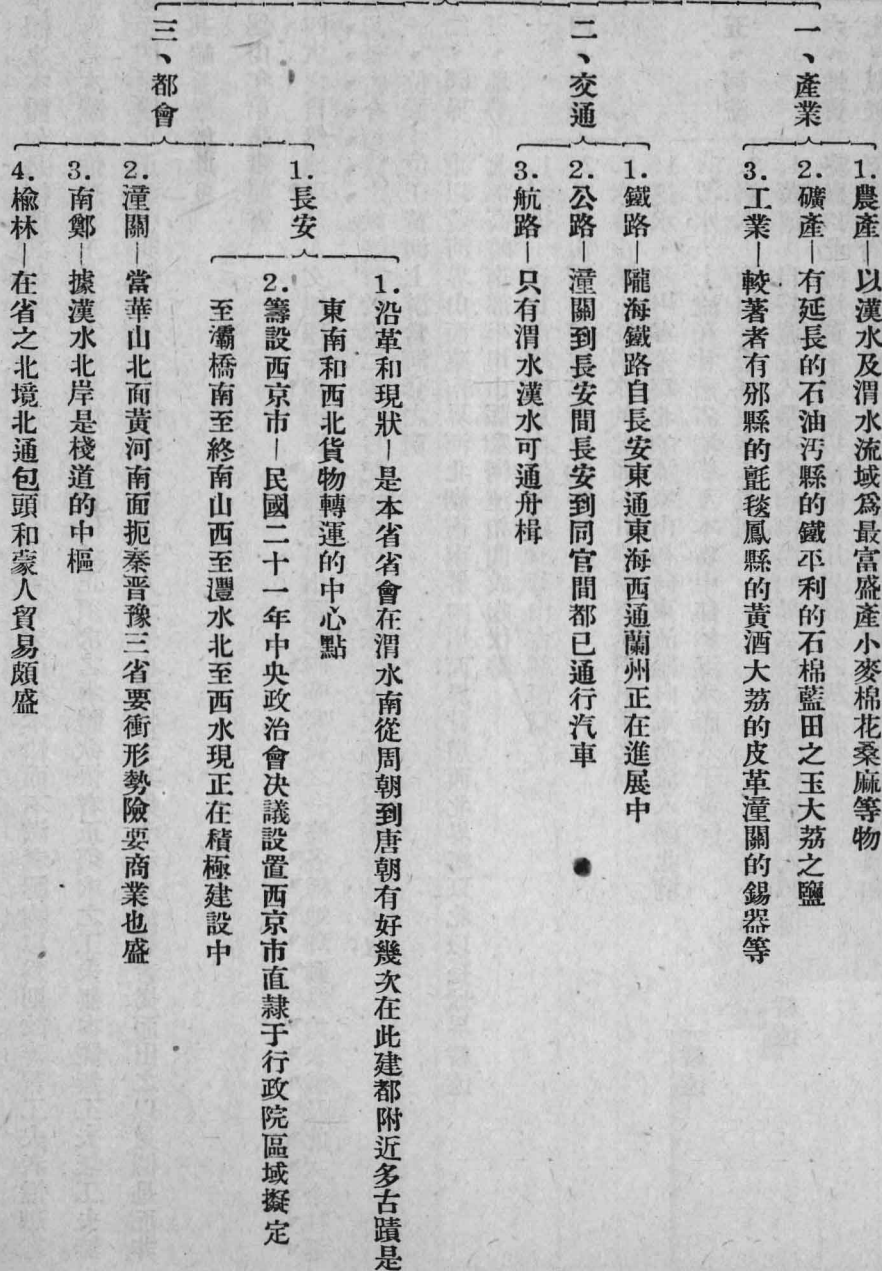 一、產業
1.農產—以漢水及渭水流域爲最富盛產小麥棉花桑麻等物
2.礦產—有延長的石油沔縣的鐵平利的石棉藍田之玉大荔之鹽
3.工業—較著者有邠縣的氈毯鳳縣的黃酒大荔的皮革潼關的錫器等
二、交通
1.鐵路—隴海鐵路自長安東通東海西通蘭州正在進展中
2.公路—潼關到長安間長安到同官間都已通行汽車
3.航路—只有渭水漢水可通舟楫
三、都會
1.長安
1.沿革和現狀—是本省省會在渭水南從周朝到唐朝有好幾次在此建都附近多古蹟是
東南和西北貨物轉運的中心點
2.籌設西京市—民國二十一年中央政治會決議設置西京市直隷于行政院區域擬定
至灞橋南至終南山西至灃水北至西水現正在積極建設中
2.潼關—當華山北面黃河南面扼秦晉豫三省要衝形勢險要商業也盛
3.南鄭—據漢水北岸是棧道的中樞
4.榆林—在省之北境北通包頭和蒙人貿易頗盛